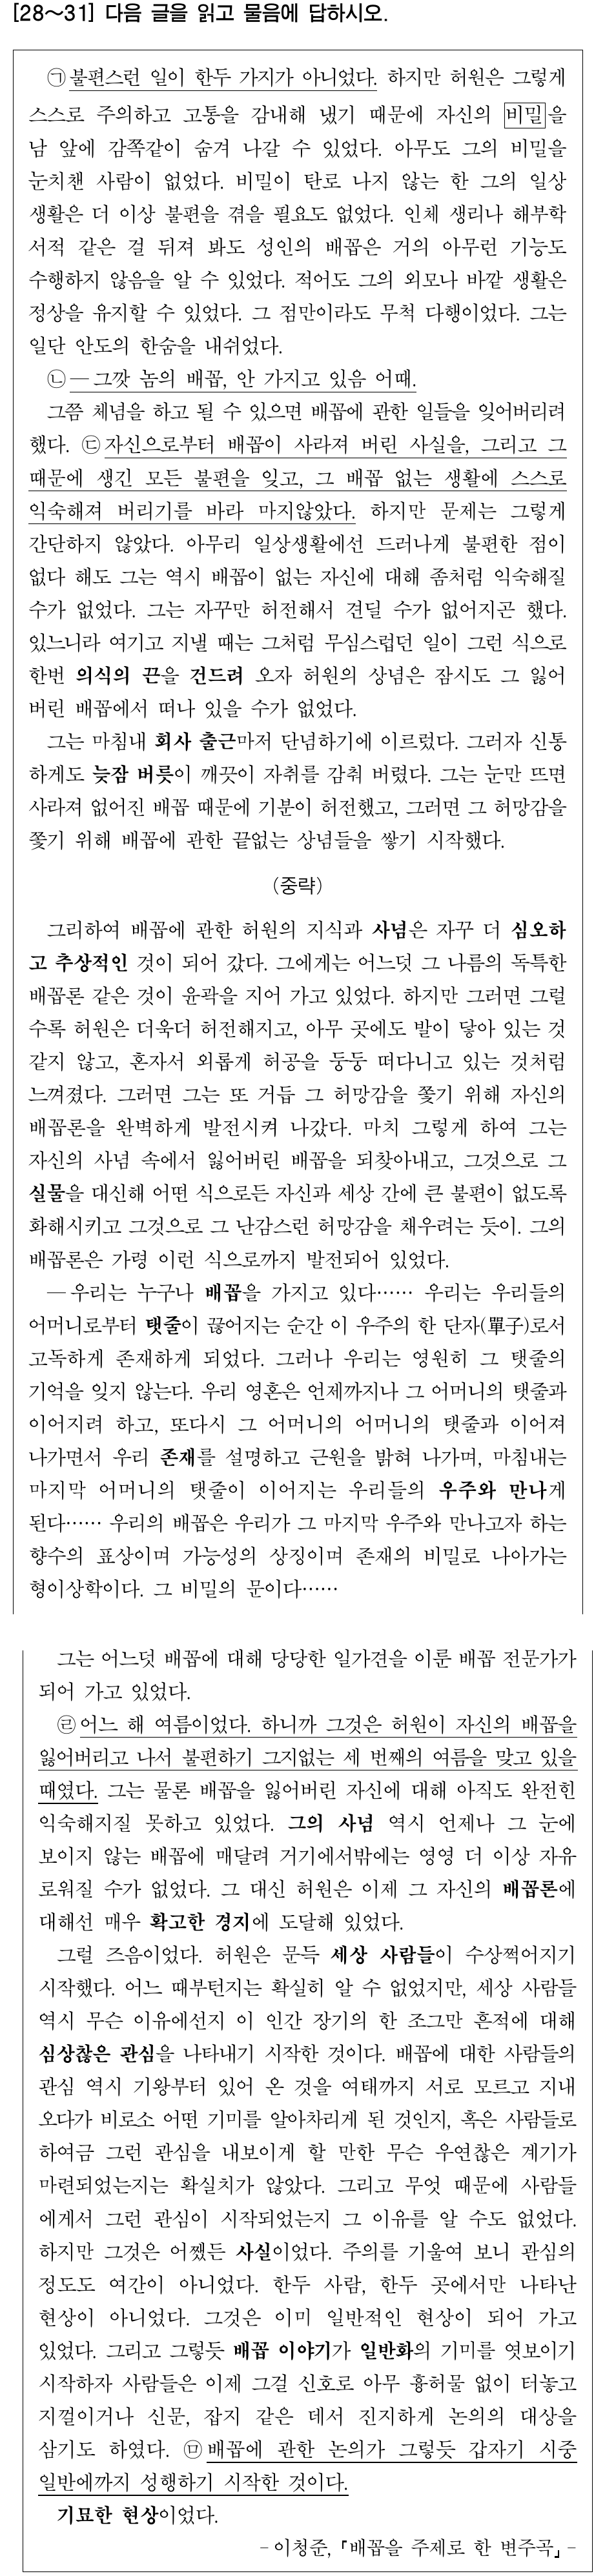 [28～31] 다음 글을 읽고 물음에 답하시오.
㉠불편스런 일이 한두 가지가 아니었다. 하지만 허원은 그렇게
스스로 주의하고 고통을 감내해 냈기 때문에 자신의 비밀을
남 앞에 감쪽같이 숨겨 나갈 수 있었다. 아무도 그의 비밀을
눈치챈 사람이 없었다. 비밀이 탄로 나지 않는 한 그의 일상
생활은 더 이상 불편을 겪을 필요도 없었다. 인체 생리나 해부학
서적 같은 걸 뒤져 봐도 성인의 배꼽은 거의 아무런 기능도
수행하지 않음을 알 수 있었다. 적어도 그의 외모나 바깥 생활은
정상을 유지할 수 있었다. 그 점만이라도 무척 다행이었다. 그는
일단 안도의 한숨을 내쉬었다.
㉡─그깟 놈의 배꼽, 안 가지고 있음 어때.
그쯤 체념을 하고 될 수 있으면 배꼽에 관한 일들을 잊어버리려
했다. ㉢자신으로부터 배꼽이 사라져 버린 사실을, 그리고 그
때문에 생긴 모든 불편을 잊고, 그 배꼽 없는 생활에 스스로
익숙해져 버리기를 바라 마지않았다. 하지만 문제는 그렇게
간단하지 않았다. 아무리 일상생활에선 드러나게 불편한 점이
없다 해도 그는 역시 배꼽이 없는 자신에 대해 좀처럼 익숙해질
수가 없었다. 그는 자꾸만 허전해서 견딜 수가 없어지곤 했다.
있느니라 여기고 지낼 때는 그처럼 무심스럽던 일이 그런 식으로
한번 의식의 끈을 건드려 오자 허원의 상념은 잠시도 그 잃어
버린 배꼽에서 떠나 있을 수가 없었다.
그는 마침내 회사 출근마저 단념하기에 이르렀다. 그러자 신통
하게도 늦잠 버릇이 깨끗이 자취를 감춰 버렸다. 그는 눈만 뜨면
사라져 없어진 배꼽 때문에 기분이 허전했고, 그러면 그 허망감을
쫓기 위해 배꼽에 관한 끝없는 상념들을 쌓기 시작했다.
(중략)
그리하여 배꼽에 관한 허원의 지식과 사념은 자꾸 더 심오하
고 추상적인 것이 되어 갔다. 그에게는 어느덧 그 나름의 독특한
배꼽론 같은 것이 윤곽을 지어 가고 있었다. 하지만 그러면 그럴
수록 허원은 더욱더 허전해지고, 아무 곳에도 발이 닿아 있는 것
같지 않고, 혼자서 외롭게 허공을 둥둥 떠다니고 있는 것처럼
느껴졌다. 그러면 그는 또 거듭 그 허망감을 쫓기 위해 자신의
배꼽론을 완벽하게 발전시켜 나갔다. 마치 그렇게 하여 그는
자신의 사념 속에서 잃어버린 배꼽을 되찾아내고, 그것으로 그
실물을 대신해 어떤 식으로든 자신과 세상 간에 큰 불편이 없도록
화해시키고 그것으로 그 난감스런 허망감을 채우려는 듯이. 그의
배꼽론은 가령 이런 식으로까지 발전되어 있었다.
─우리는 누구나 배꼽을 가지고 있다…… 우리는 우리들의
어머니로부터 탯줄이 끊어지는 순간 이 우주의 한 단자(單子)로서
고독하게 존재하게 되었다. 그러나 우리는 영원히 그 탯줄의
기억을 잊지 않는다. 우리 영혼은 언제까지나 그 어머니의 탯줄과
이어지려 하고, 또다시 그 어머니의 어머니의 탯줄과 이어져
나가면서 우리 존재를 설명하고 근원을 밝혀 나가며, 마침내는
마지막 어머니의 탯줄이 이어지는 우리들의 우주와 만나게
된다…… 우리의 배꼽은 우리가 그 마지막 우주와 만나고자 하는
향수의 표상이며 가능성의 상징이며 존재의 비밀로 나아가는
형이상학이다. 그 비밀의 문이다……
그는 어느덧 배꼽에 대해 당당한 일가견을 이룬 배꼽 전문가가
되어 가고 있었다.
㉣어느 해 여름이었다. 하니까 그것은 허원이 자신의 배꼽을
잃어버리고 나서 불편하기 그지없는 세 번째의 여름을 맞고 있을
때였다. 그는 물론 배꼽을 잃어버린 자신에 대해 아직도 완전힌
익숙해지질 못하고 있었다. 그의 사념 역시 언제나 그 눈에
보이지 않는 배꼽에 매달려 거기에서밖에는 영영 더 이상 자유
로워질 수가 없었다. 그 대신 허원은 이제 그 자신의 배꼽론에
대해선 매우 확고한 경지에 도달해 있었다.
그럴 즈음이었다. 허원은 문득 세상 사람들이 수상쩍어지기
시작했다. 어느 때부턴지는 확실히 알 수 없었지만, 세상 사람들
역시 무슨 이유에선지 이 인간 장기의 한 조그만 흔적에 대해
심상찮은 관심을 나타내기 시작한 것이다. 배꼽에 대한 사람들의
관심 역시 기왕부터 있어 온 것을 여태까지 서로 모르고 지내
오다가 비로소 어떤 기미를 알아차리게 된 것인지, 혹은 사람들로
하여금 그런 관심을 내보이게 할 만한 무슨 우연찮은 계기가
마련되었는지는 확실치가 않았다. 그리고 무엇 때문에 사람들
에게서 그런 관심이 시작되었는지 그 이유를 알 수도 없었다.
하지만 그것은 어쨌든 사실이었다. 주의를 기울여 보니 관심의
정도도 여간이 아니었다. 한두 사람, 한두 곳에서만 나타난
현상이 아니었다. 그것은 이미 일반적인 현상이 되어 가고
있었다. 그리고 그렇듯 배꼽 이야기가 일반화의 기미를 엿보이기
시작하자 사람들은 이제 그걸 신호로 아무 흉허물 없이 터놓고
지껄이거나 신문, 잡지 같은 데서 진지하게 논의의 대상을
삼기도 하였다. ㉤배꼽에 관한 논의가 그렇듯 갑자기 시중
일반에까지 성행하기 시작한 것이다.
기묘한 현상이었다.
- 이청준, 「배꼽을 주제로 한 변주곡」 -